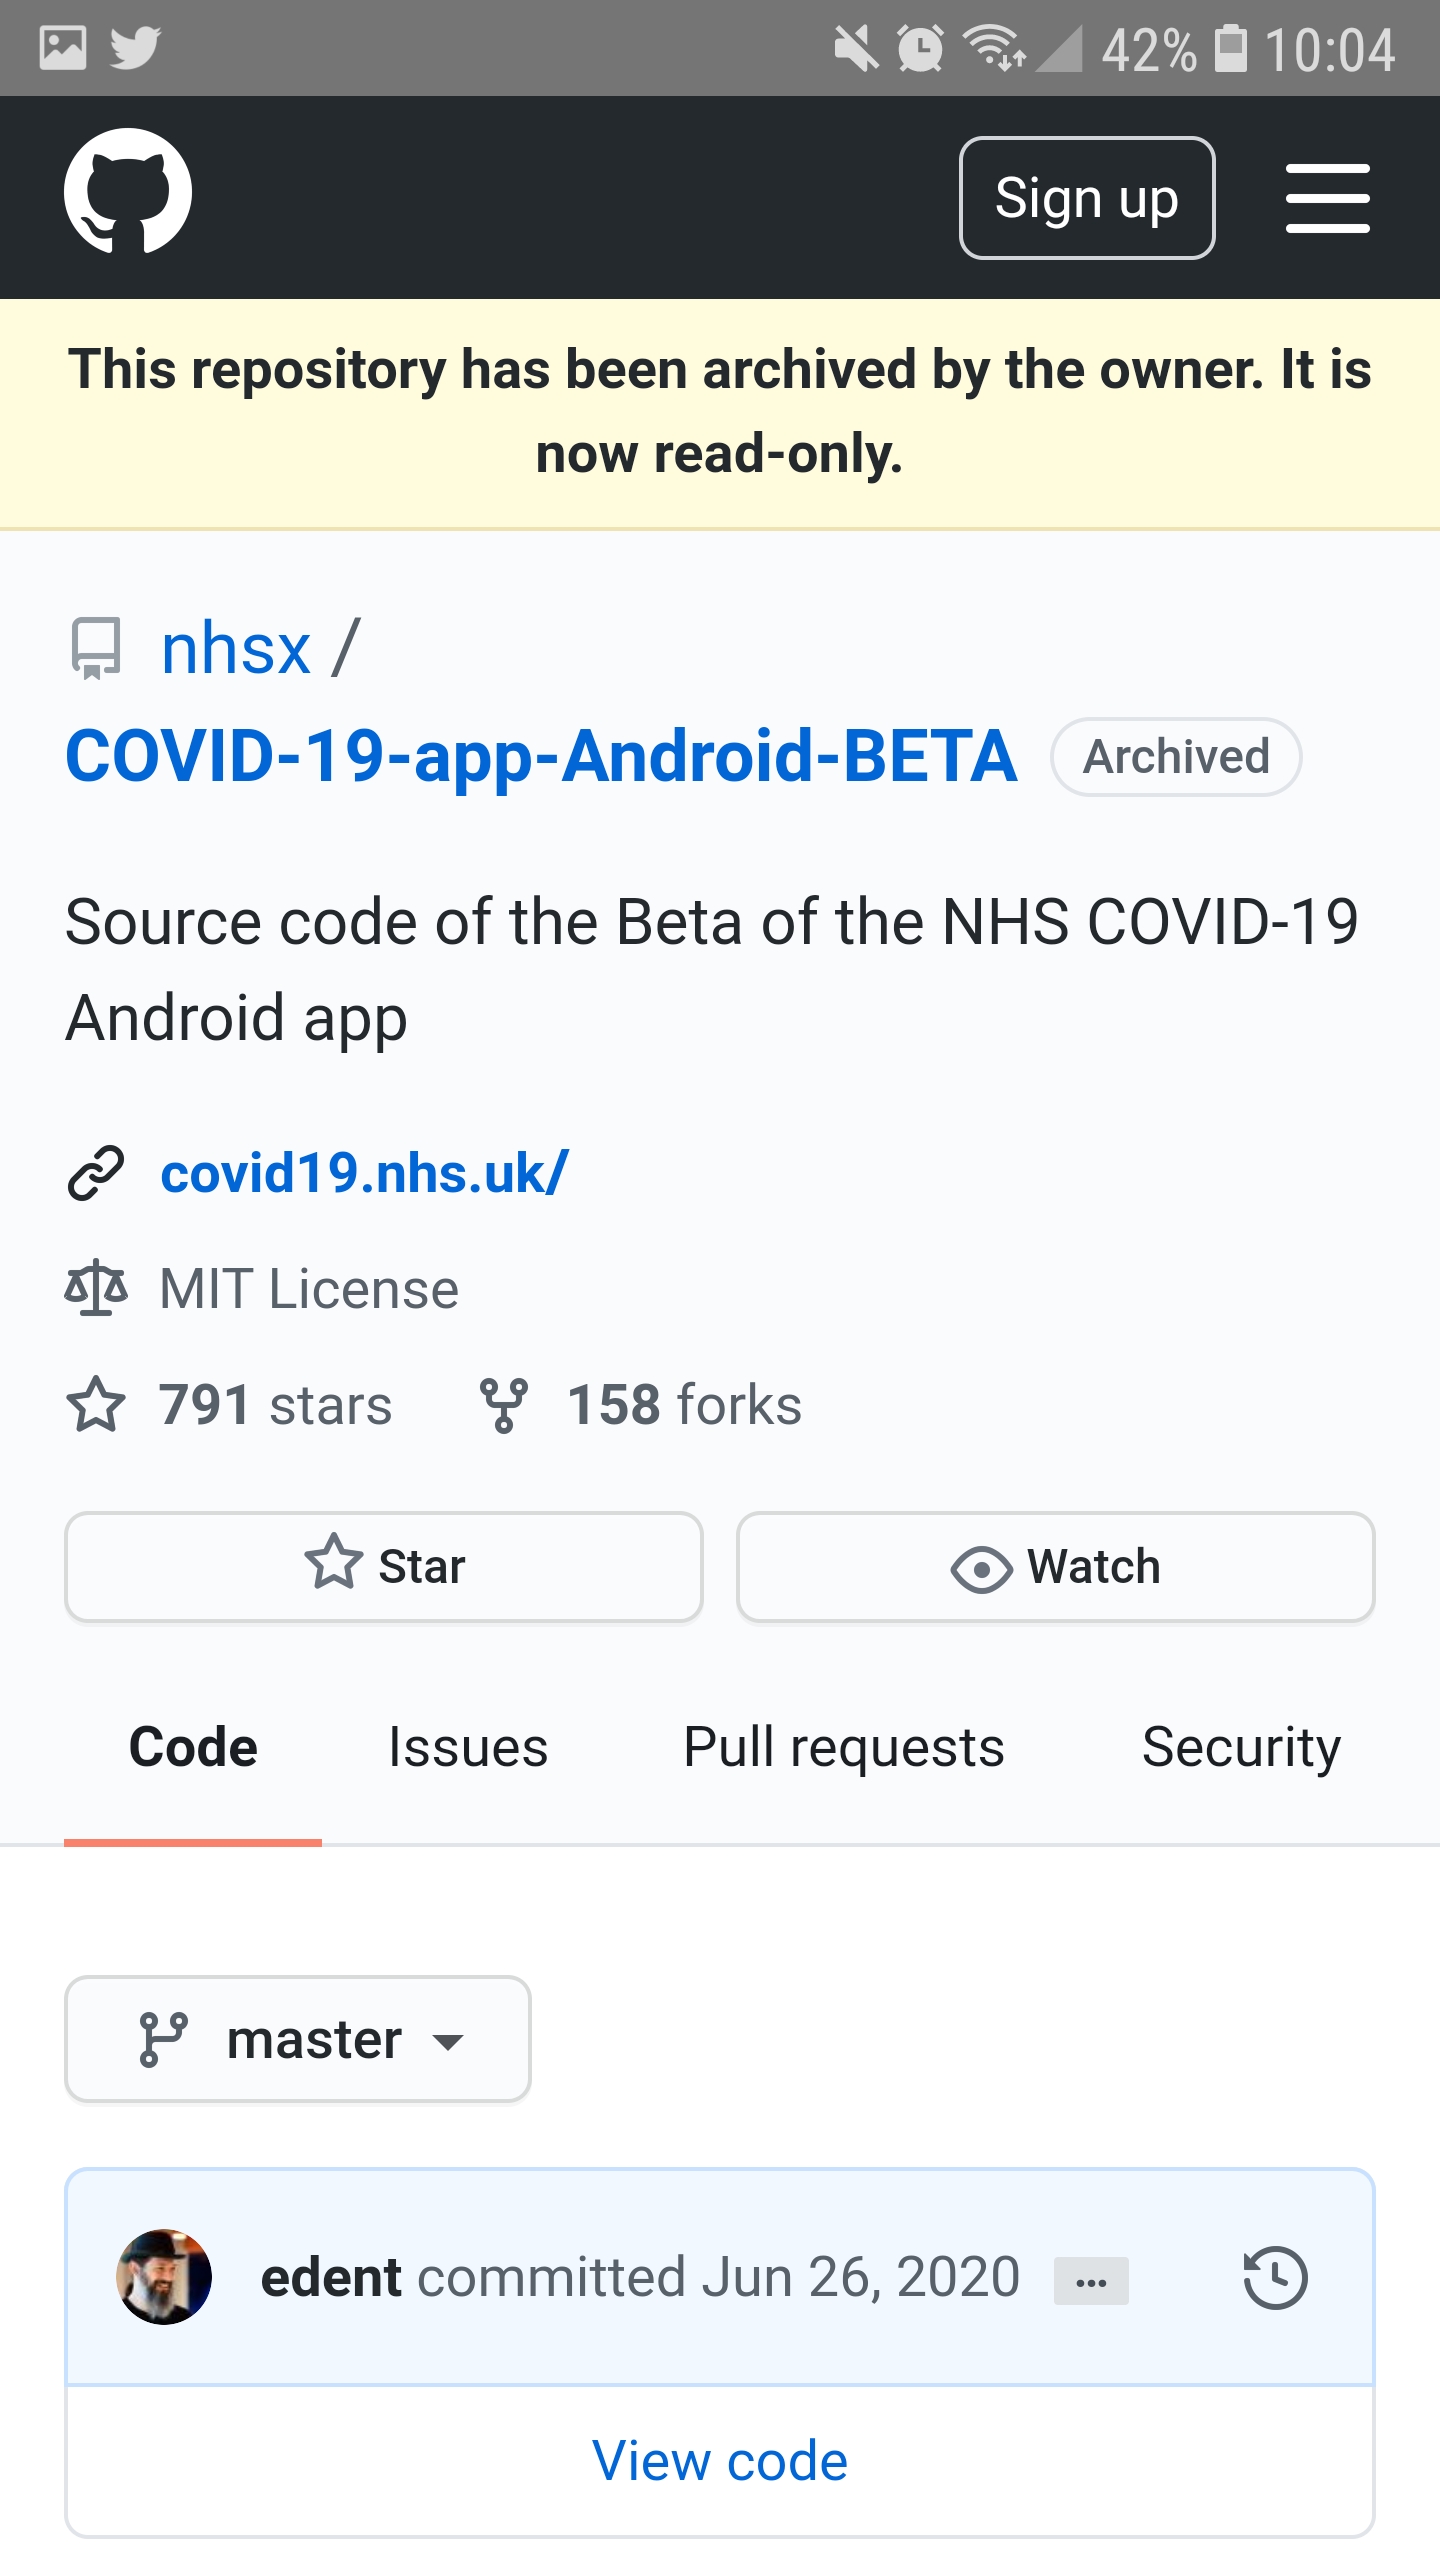 42% 10:04
Sign up
This repository has been archived by the owner. It is
now read-only.
nhsx /
COVID-19-app-Android-BETA Archived
Source code of the Beta of the NHS COVID-19
Android app
covid19.nhs.uk/
MIT License
791 stars 158 forks
Star Watch
Code Issues Pull requests Security
master
edent committed Jun 26, 2020 ...
View code